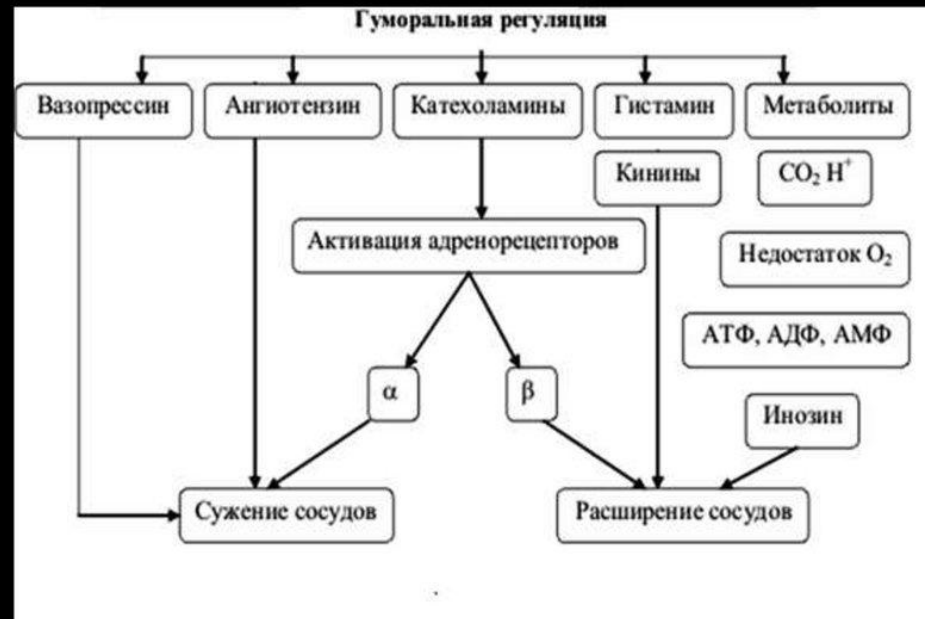 Гуморальная регуляция
Вазопрессин
Ангиотензин
Катехоламины
Гистамин
Метаболиты
Кинины
CO₂ H⁺
Активация адренорецепторов
Недостаток O₂
АТФ, АДФ, АМФ
α
β
Инозин
Сужение сосудов
Расширение сосудов